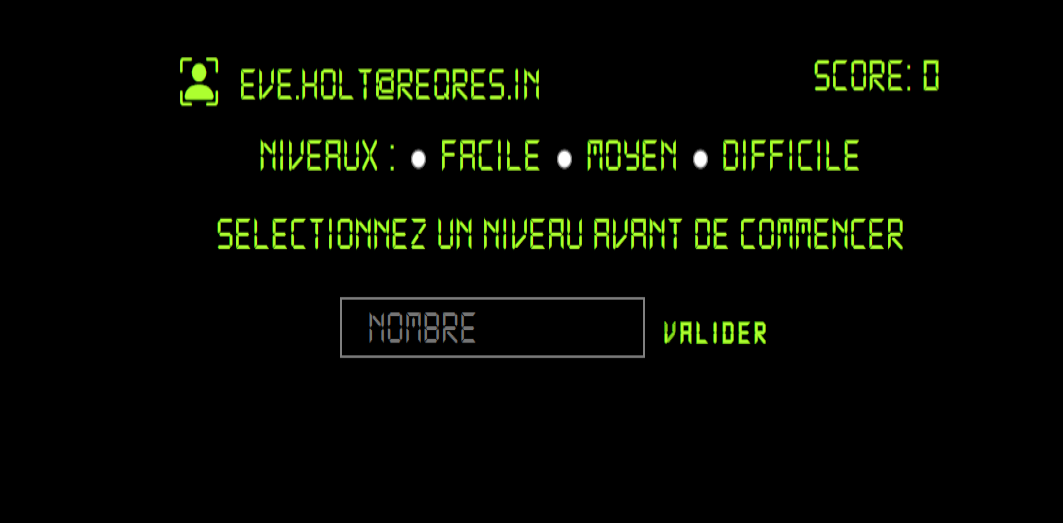 EVE.HOLT@REQRES.IN
SCORE: 0
NIVEAUX : FACILE MOYEN DIFFICILE
SELECTIONNEZ UN NIVEAU AVANT DE COMMENCER
NOMBRE VALIDER